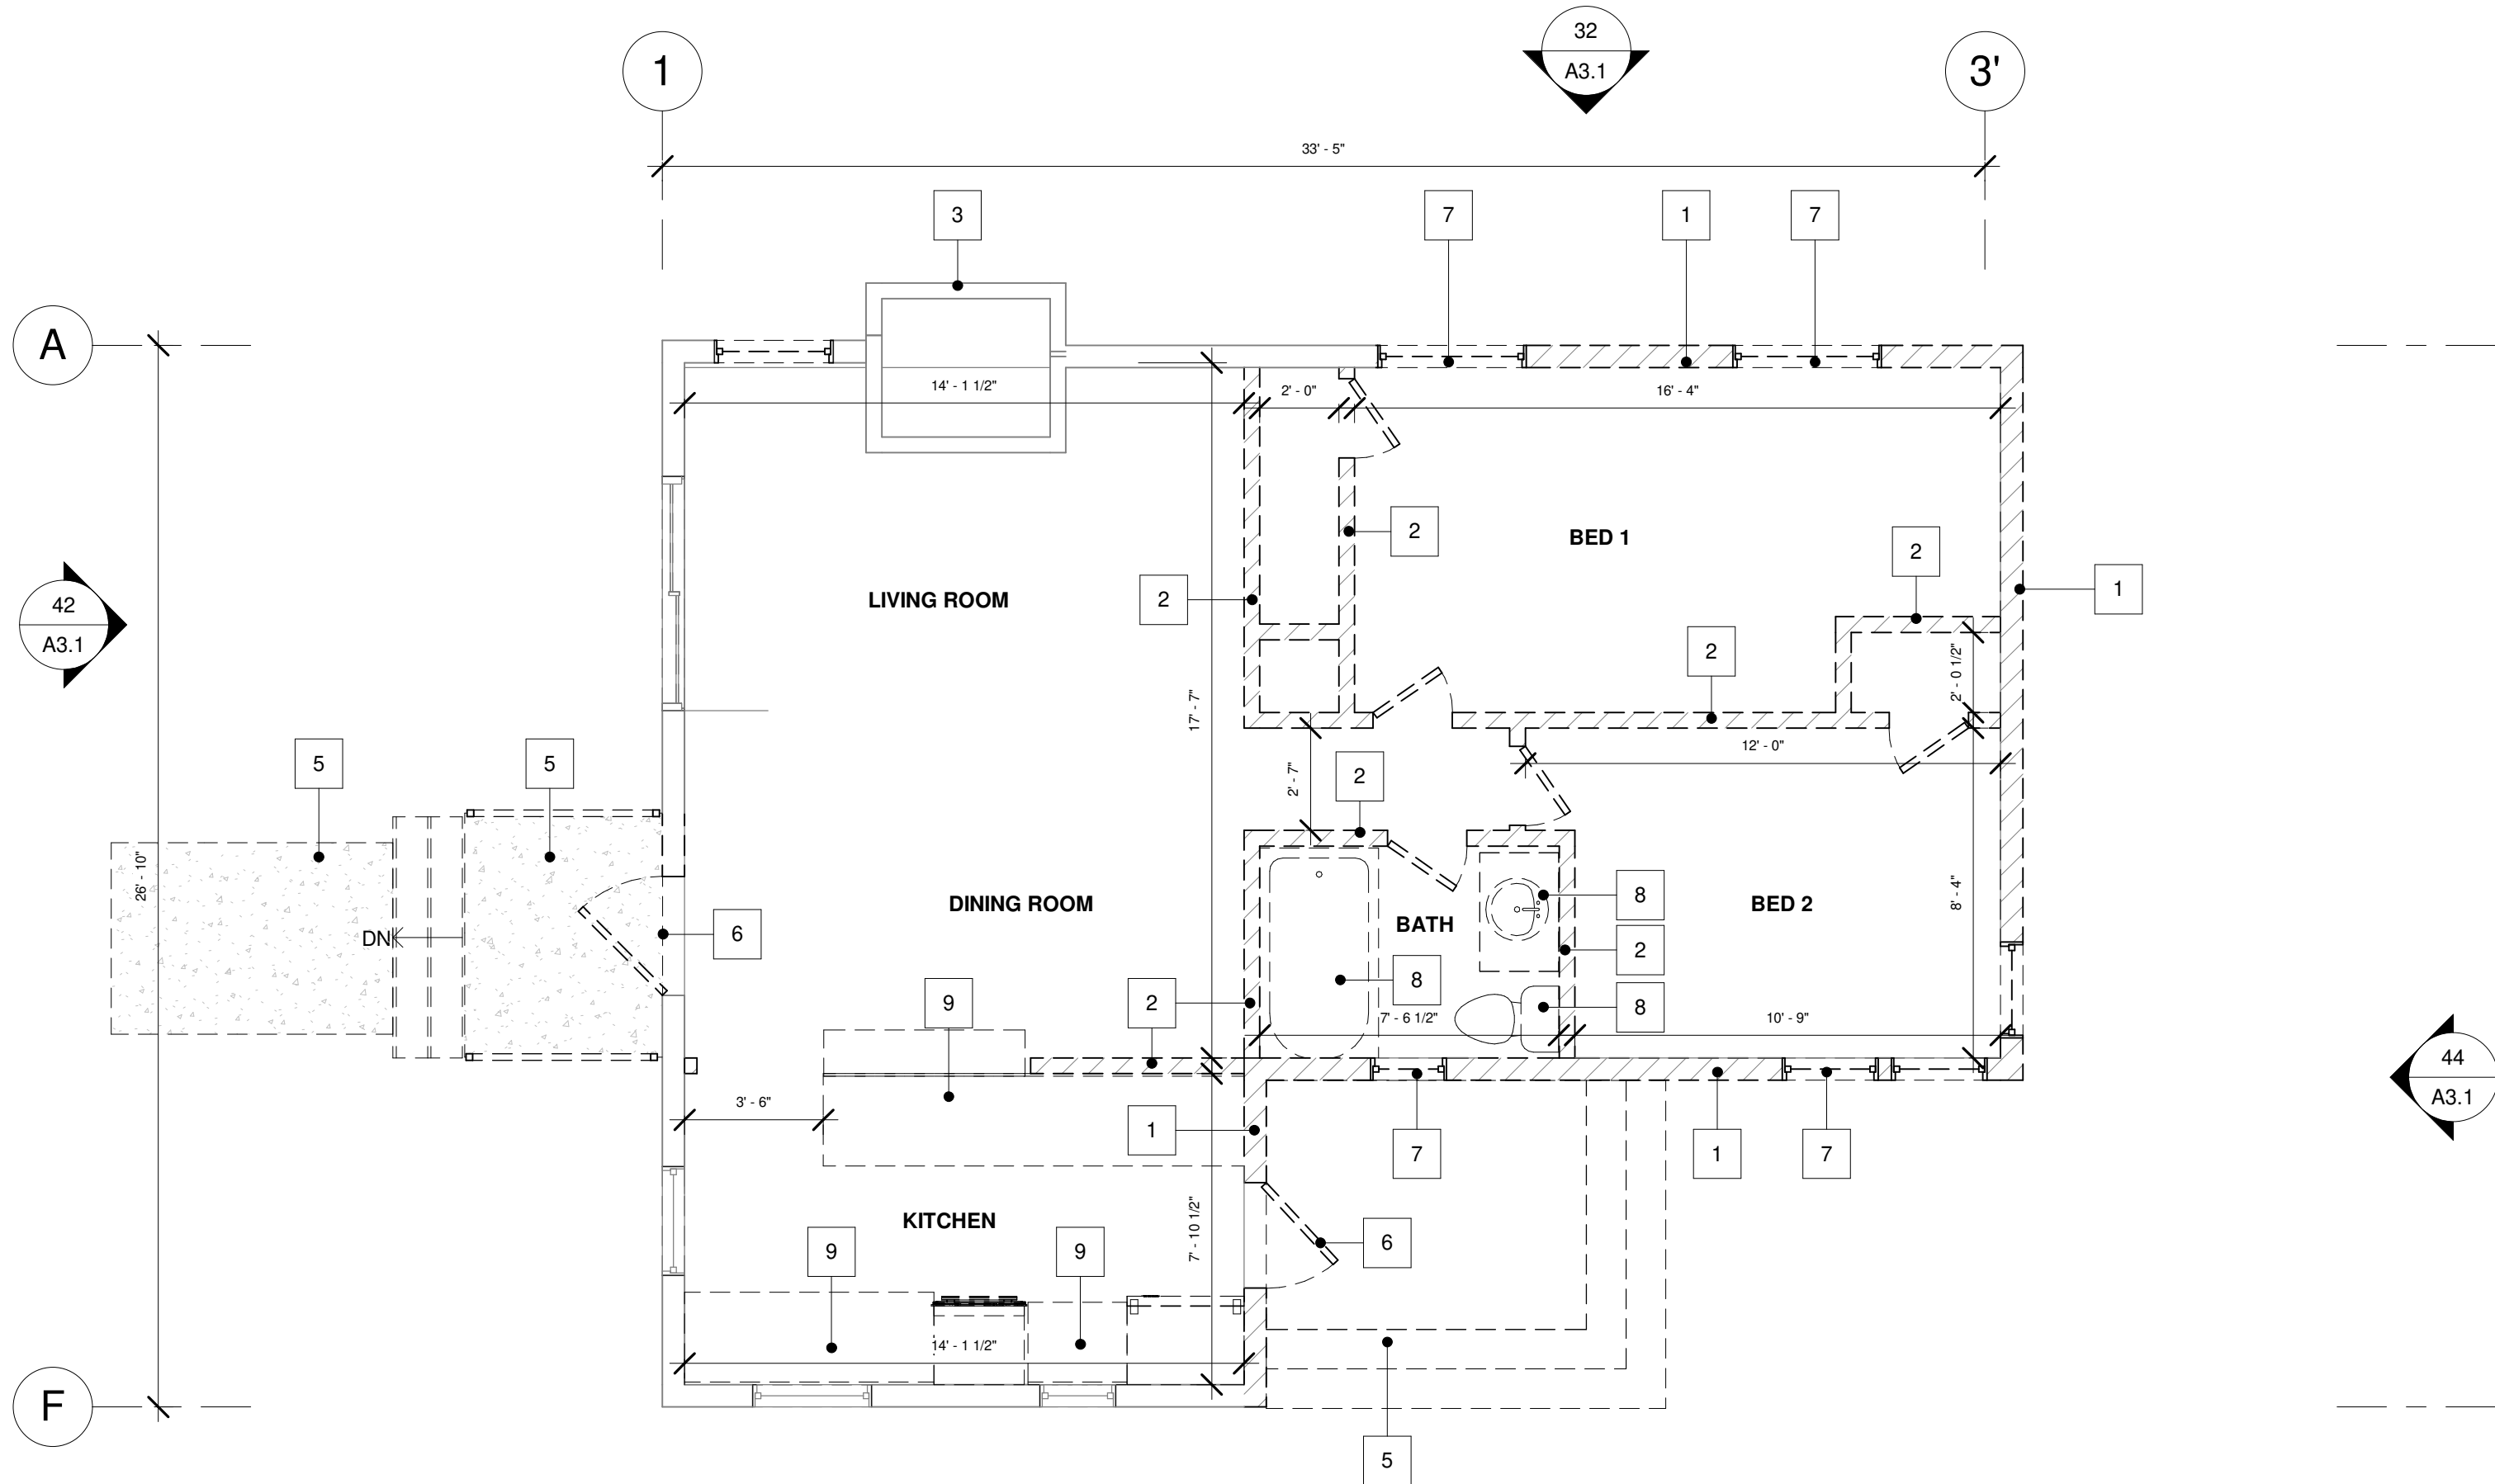 32
A3.1
1
3'
33' - 5"
3
7
1
7
A
14' - 1 1/2"
2' - 0"
16' - 4"
2
BED 1
2
42
A3.1
LIVING ROOM
2
1
2
2' - 0 1/2"
17' - 7"
5
5
2' - 7"
2
12' - 0"
26' - 10"
DN
6
DINING ROOM
BATH
8
BED 2
8' - 4"
2
8
9
2
8
7' - 6 1/2"
10' - 9"
44
A3.1
3' - 6"
1
7
1
7
KITCHEN
7' - 10 1/2"
9
9
6
14' - 1 1/2"
F
5